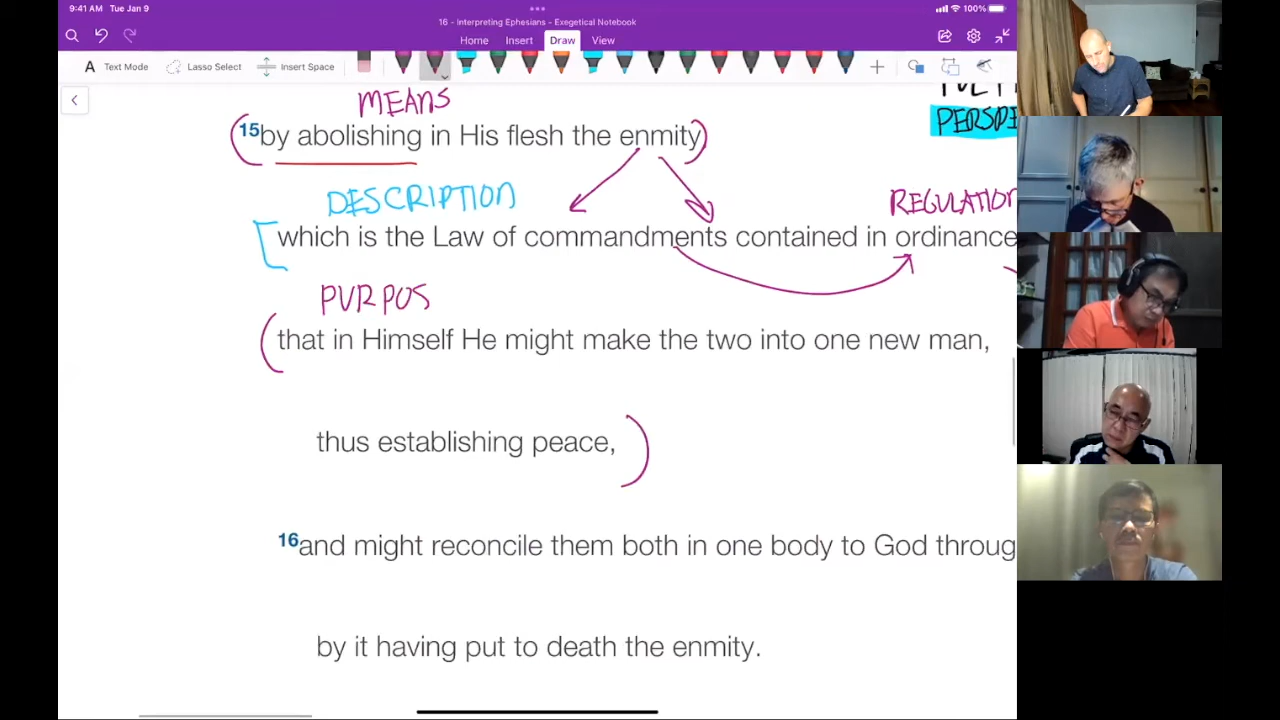 9:41 AM Tue Jan 9
100%
16 - Interpreting Ephesians - Exegetical Notebook
Home Insert Draw View
A Text Mode Lasso Select Insert Space
MEANS
PERSPE
15by abolishing in His flesh the enmity
DESCRIPTION
REGULATION
which is the Law of commandments contained in ordinance
PURPOS
that in Himself He might make the two into one new man,
thus establishing peace,
16and might reconcile them both in one body to God throug
by it having put to death the enmity.